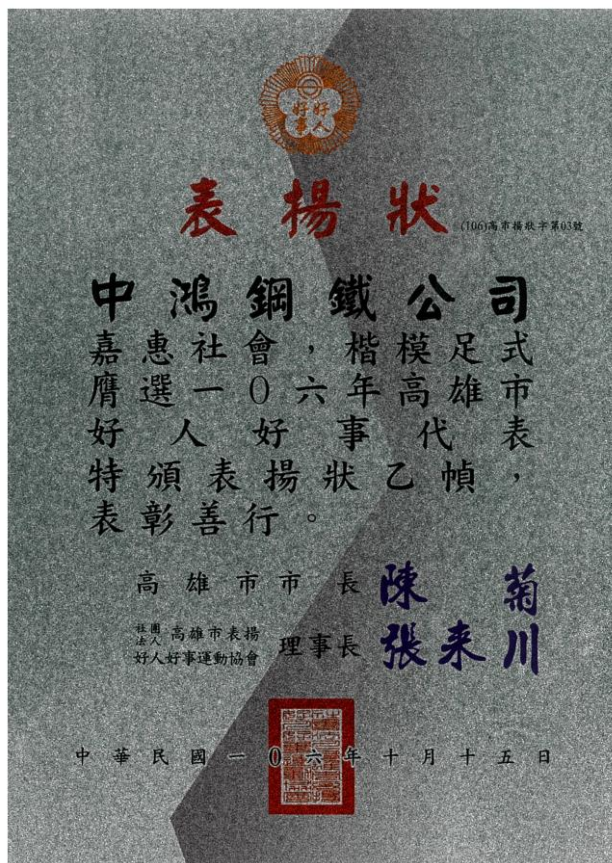 好人
好事
表揚狀
(106)高市揚狀字第03號
中鴻鋼鐵公司
嘉惠社會，楷模足式
膺選一0六年高雄市
好人好事代表
特頒表揚狀乙幀，
表彰善行。
高雄市市長 陳菊
社團法人 高雄市表揚
好人好事運動協會 理事長 張来川
中華民國一0六年十月十五日